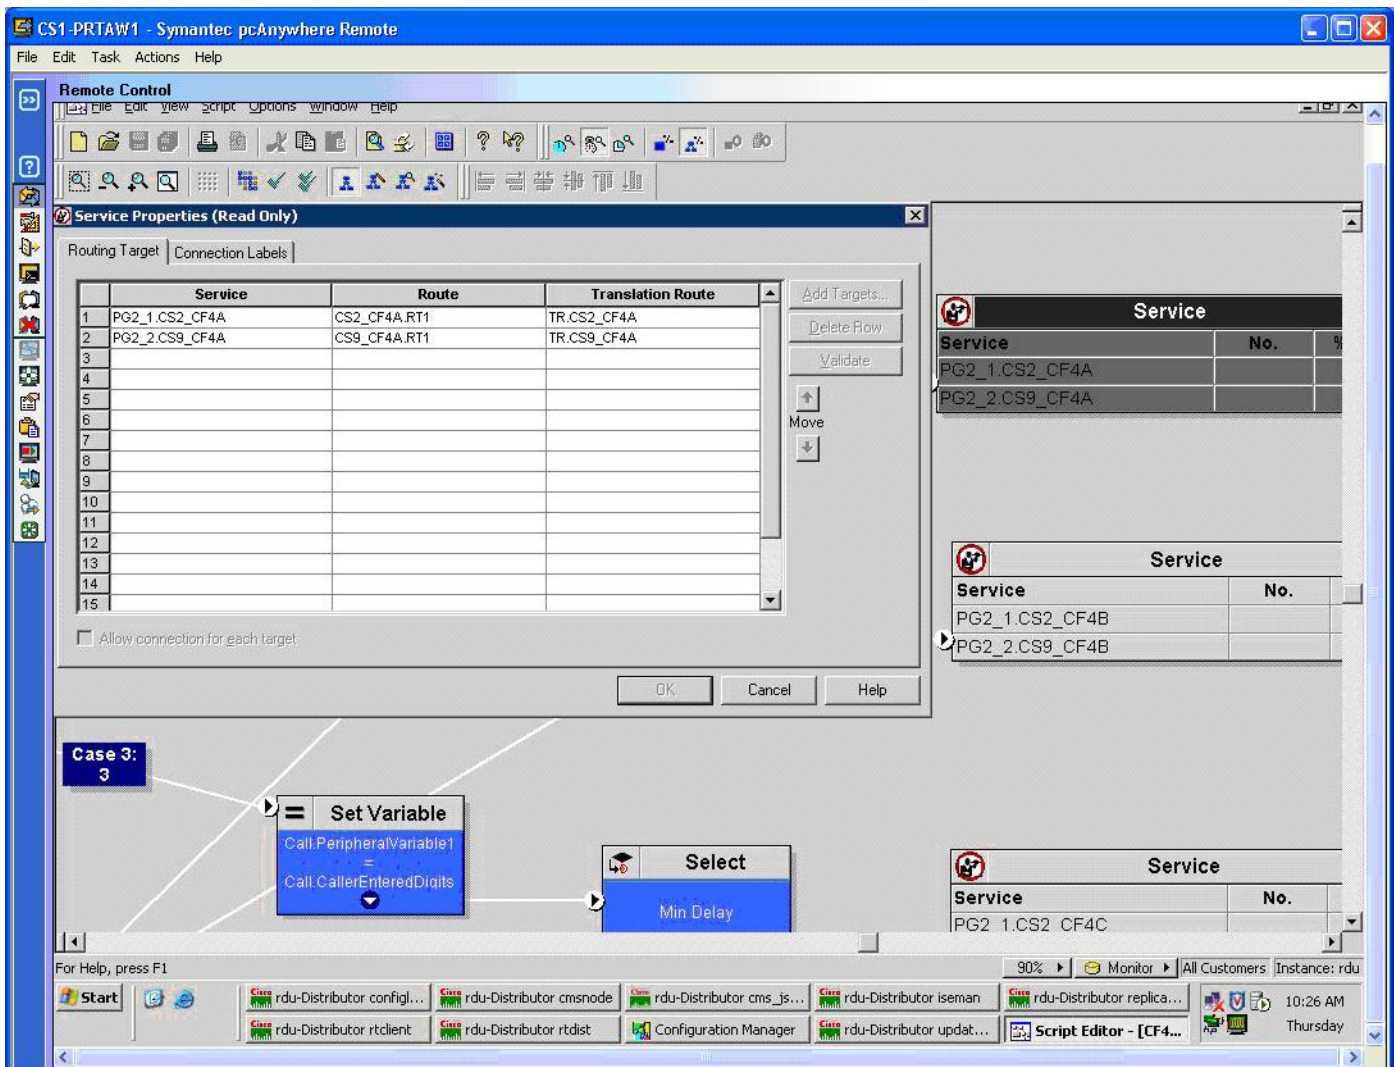 CS1-PRTAW1 - Symantec pcAnywhere Remote
File Edit Task Actions Help
Remote Control
File Edit View Script Options Window Help
Service Properties (Read Only)
Routing Target Connection Labels
Service Route Translation Route
1 PG2_1.CS2_CF4A CS2_CF4A.RT1 TR.CS2_CF4A
2 PG2_2.CS9_CF4A CS9_CF4A.RT1 TR.CS9_CF4A
3
4
5
6
7
8
9
10
11
12
13
14
15
Add Targets...
Delete Row
Validate
Move
Allow connection for each target
OK Cancel Help
Service
Service No. %
PG2_1.CS2_CF4A
PG2_2.CS9_CF4A
Service
Service No.
PG2_1.CS2_CF4B
PG2_2.CS9_CF4B
Case 3:
3
Set Variable
Call.PeripheralVariable1
=
Call.CallerEnteredDigits
Select
Min Delay
Service
Service No.
PG2_1.CS2_CF4C
For Help, press F1
90% Monitor All Customers Instance: rdu
Start
rdu-Distributor configl... rdu-Distributor cmsnode rdu-Distributor cms_js... rdu-Distributor iseman rdu-Distributor replica...
10:26 AM
rdu-Distributor rtclient rdu-Distributor rtdist Configuration Manager rdu-Distributor updat... Script Editor - [CF4...
Thursday